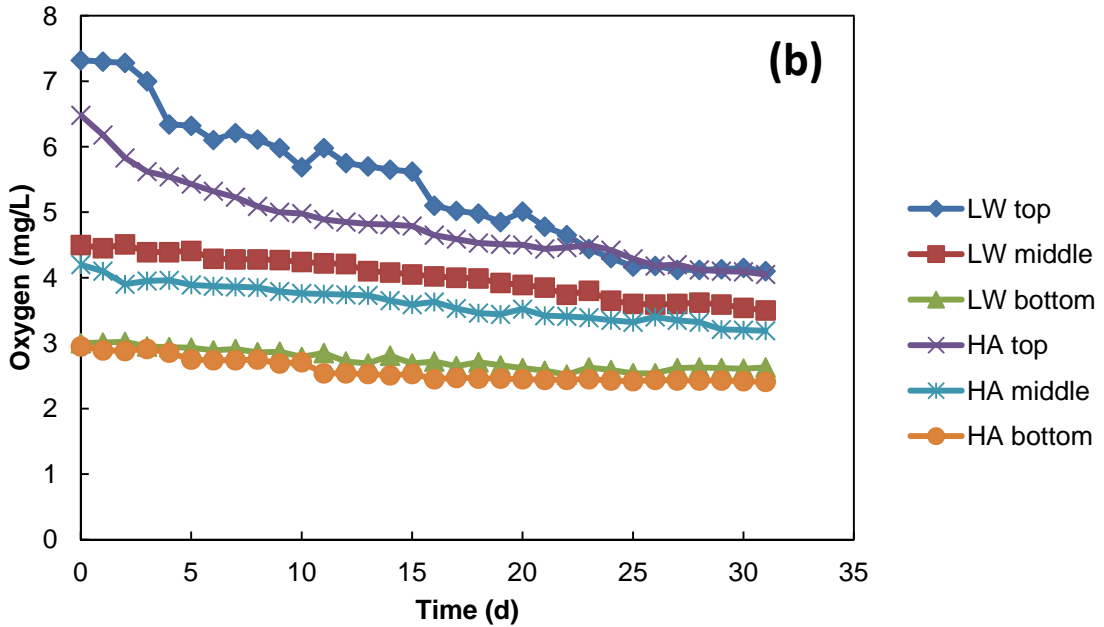 (b)
Oxygen (mg/L)
8
7
6
5
4
3
2
1
0
0 5 10 15 20 25 30 35
Time (d)
LW top
LW middle
LW bottom
HA top
HA middle
HA bottom